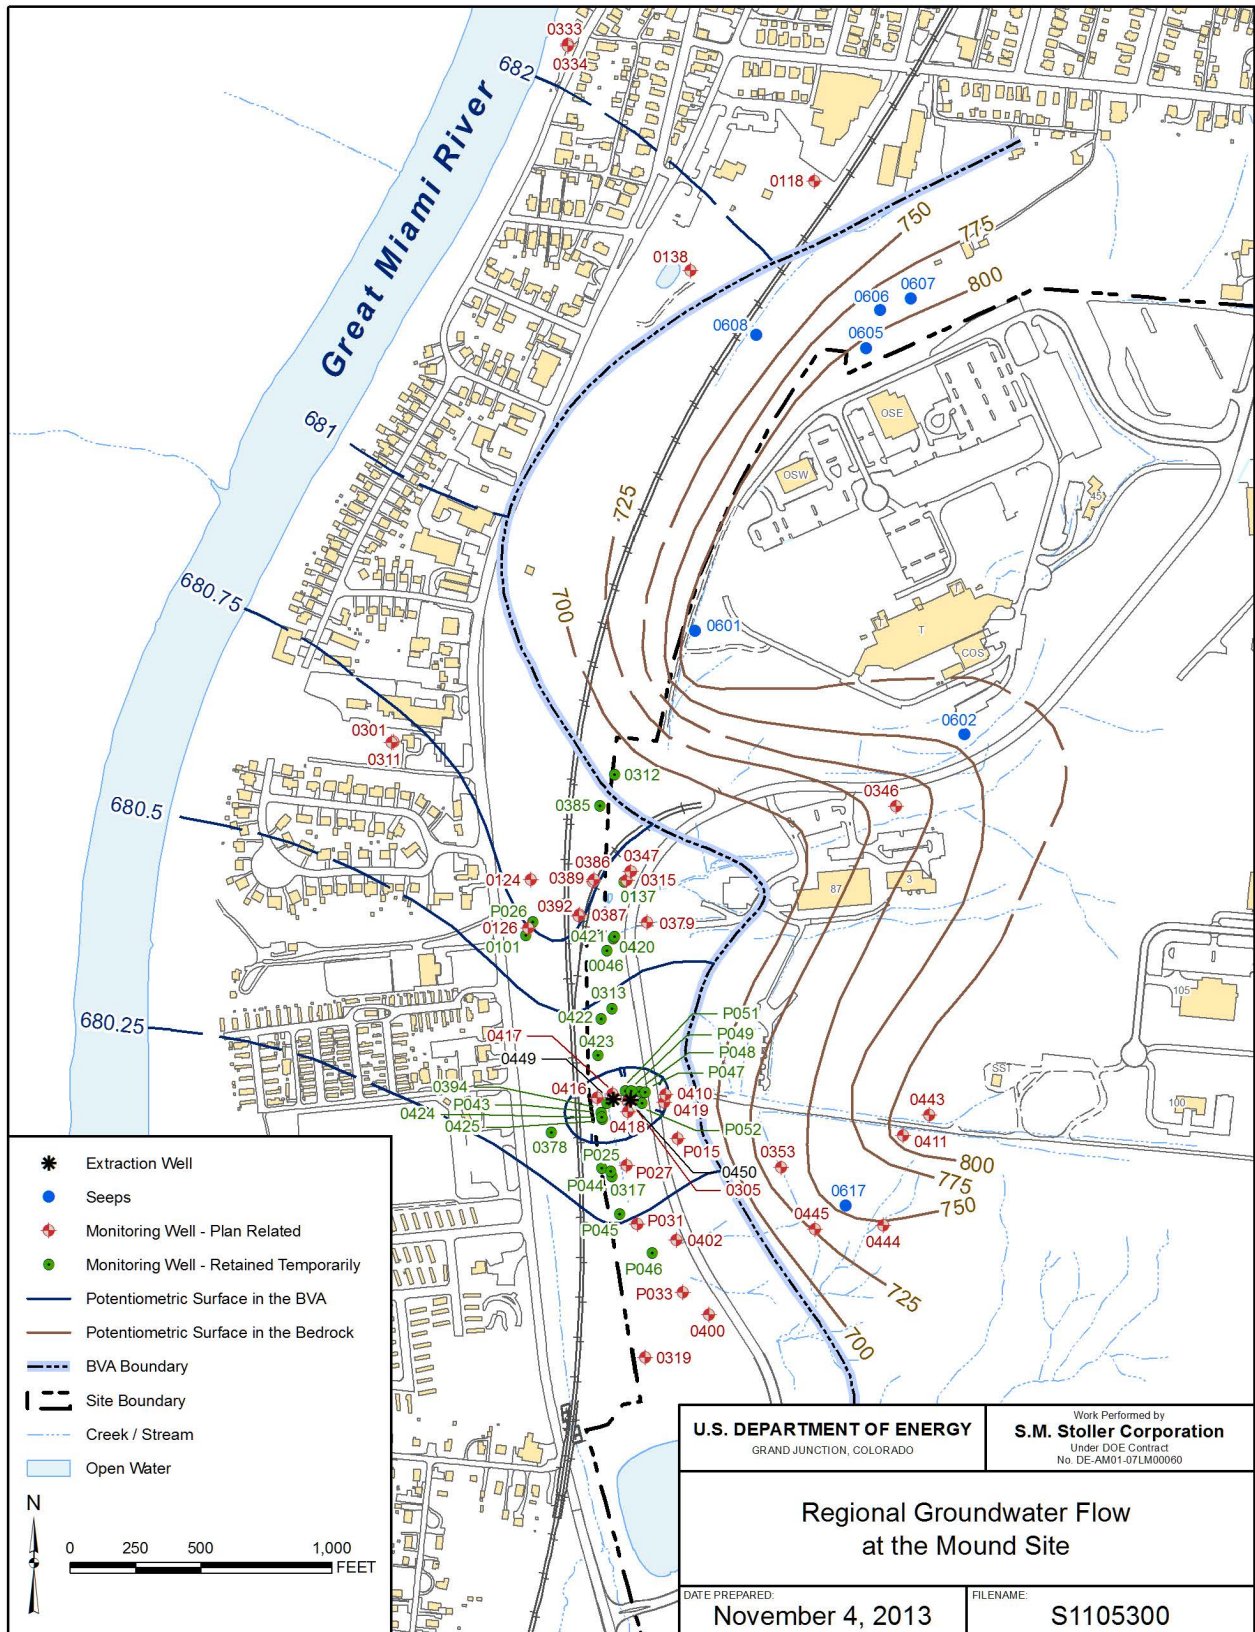 0333
0334
682
Great Miami River
0118
750
775
0138
800
0607
0606
0608
0605
681
OSE
OSW
45
725
680.75
700
0601
T
COS
0602
0301
0311
0312
0346
680.5
0385
0386
0347
0124
0389
0315
0137
87
3
P026
0392
0387
0379
0126
0101
0421
0420
0046
105
0313
P051
680.25
0422
P049
0417
P048
0423
0449
P047
SST
0394
0416
0410
P043
0419
100
0424
0443
0425
0418
P052
0411
0378
P015
P025
0450
0353
800
P044
P027
0305
775
0317
0617
750
P045
P031
0445
0444
0402
P046
725
P033
0400
700
0319
Extraction Well
Seeps
Monitoring Well - Plan Related
Monitoring Well - Retained Temporarily
Potentiometric Surface in the BVA
Potentiometric Surface in the Bedrock
BVA Boundary
Site Boundary
Creek / Stream
Open Water
N
0 250 500 1,000
FEET
U.S. DEPARTMENT OF ENERGY
GRAND JUNCTION, COLORADO
Work Performed by
S.M. Stoller Corporation
Under DOE Contract
No. DE-AM01-07LM00060
Regional Groundwater Flow
at the Mound Site
DATE PREPARED:
November 4, 2013
FILENAME:
S1105300